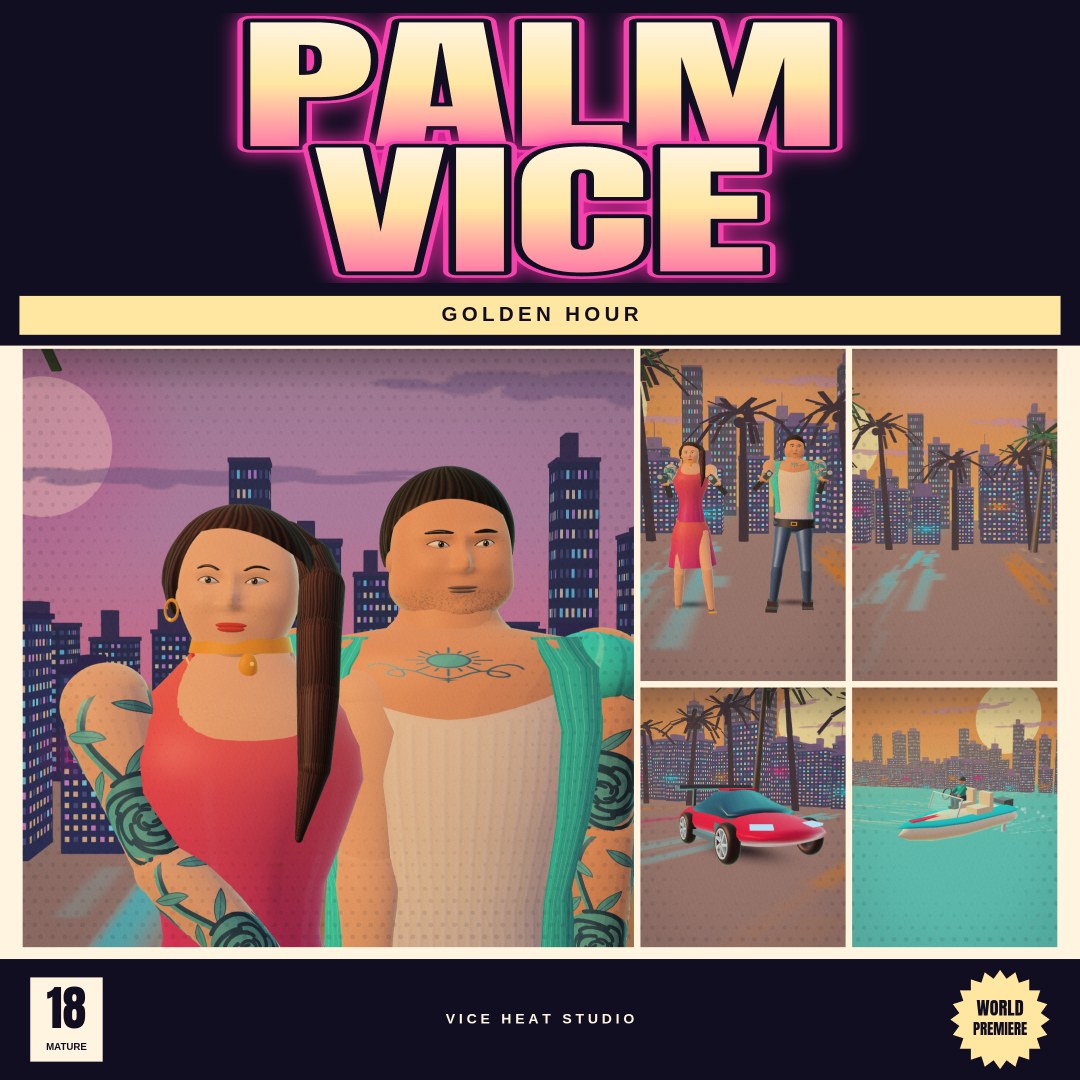 PALM
VICE
GOLDEN HOUR
18
MATURE
VICE HEAT STUDIO
WORLD
PREMIERE